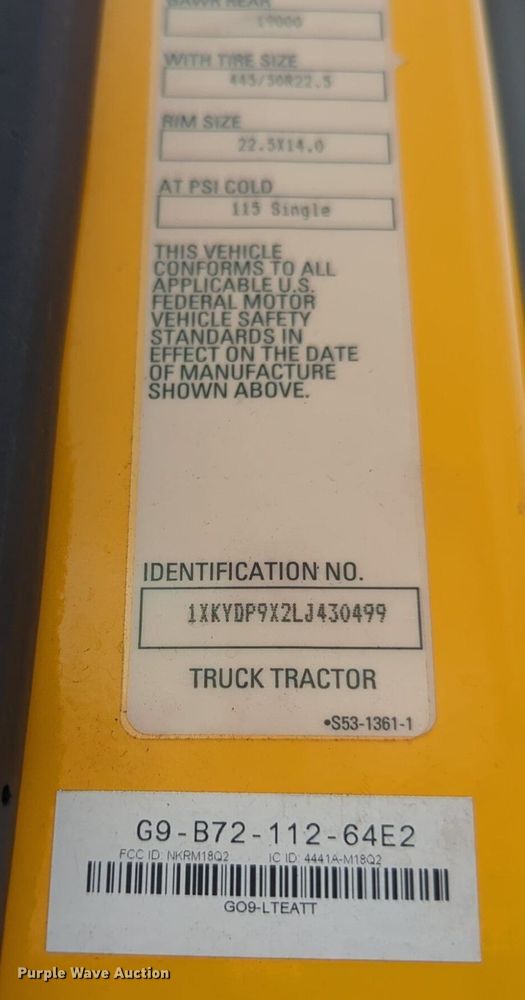 GAWR REAR
19000
WITH TIRE SIZE
445/50R22.5
RIM SIZE
22.5X14.0
AT PSI COLD
115 Single
THIS VEHICLE
CONFORMS TO ALL
APPLICABLE U.S.
FEDERAL MOTOR
VEHICLE SAFETY
STANDARDS IN
EFFECT ON THE DATE
OF MANUFACTURE
SHOWN ABOVE.
IDENTIFICATION NO.
1XKYDP9X2LJ430499
TRUCK TRACTOR
•S53-1361-1
G9-B72-112-64E2
FCC ID: NKRM18Q2 IC ID: 4441A-M18Q2
GO9-LTEATT
Purple Wave Auction